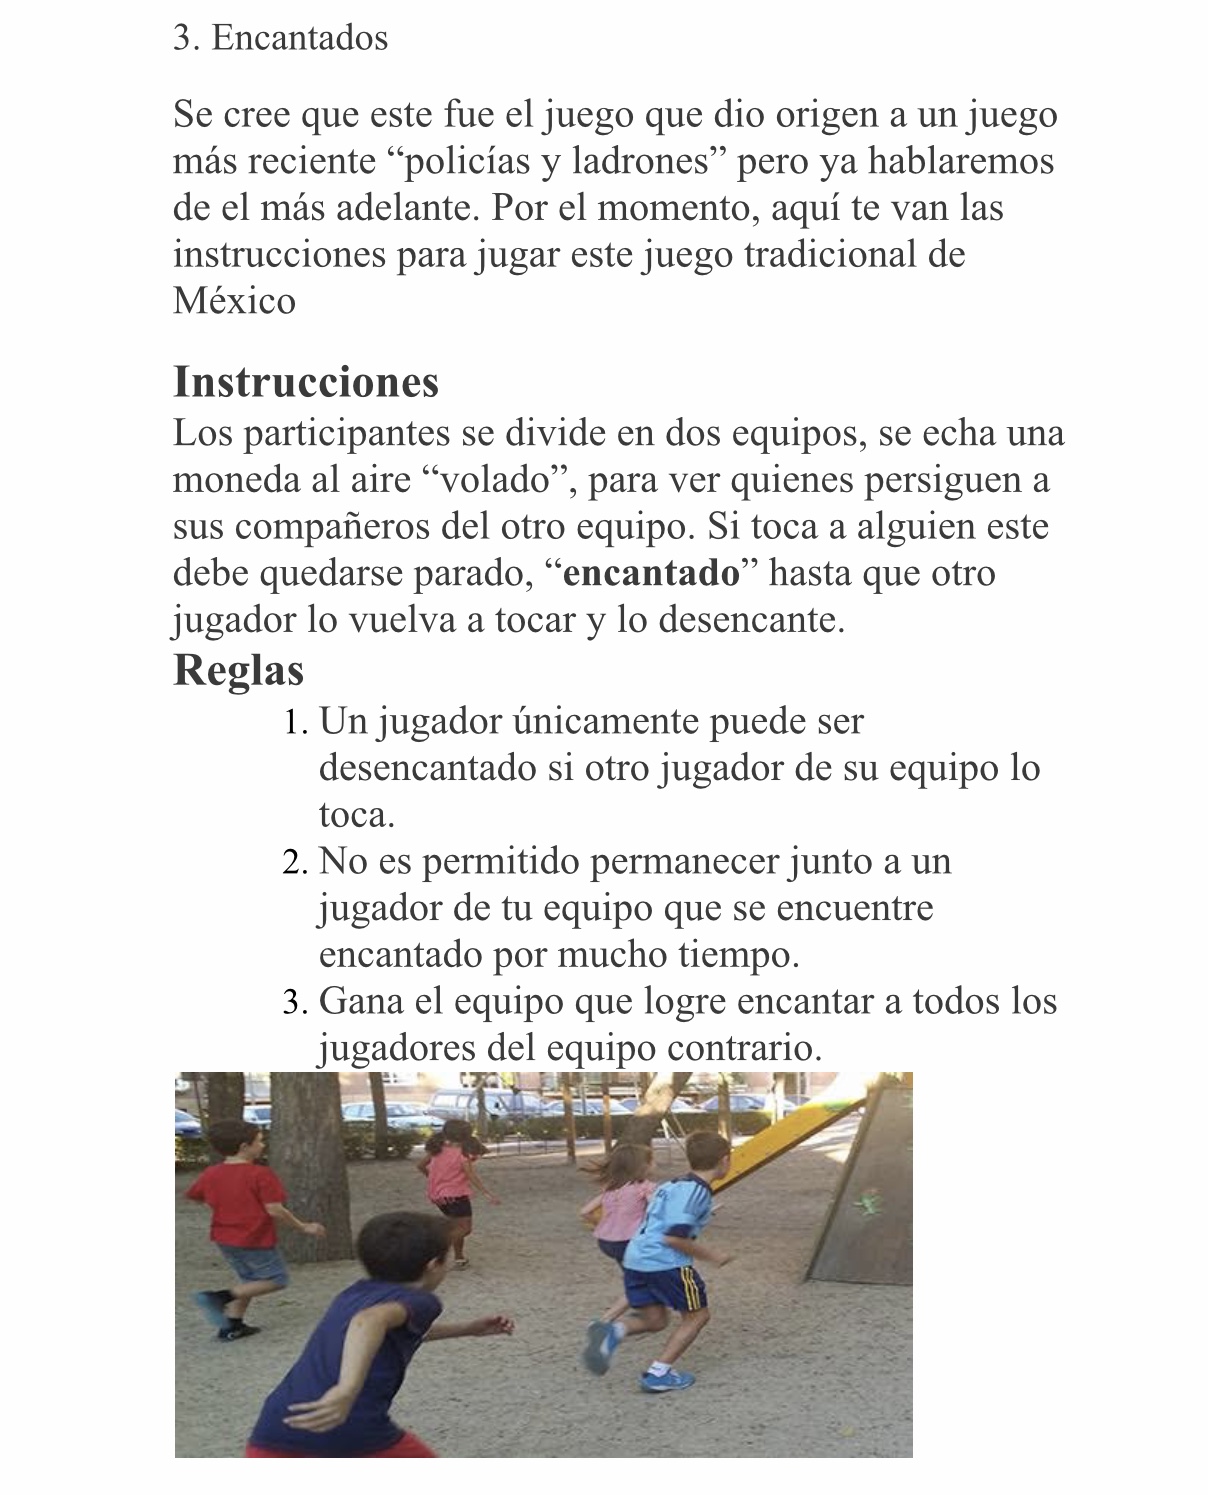 3. Encantados
Se cree que este fue el juego que dio origen a un juego
más reciente “policías y ladrones” pero ya hablaremos
de el más adelante. Por el momento, aquí te van las
instrucciones para jugar este juego tradicional de
México
Instrucciones
Los participantes se divide en dos equipos, se echa una
moneda al aire “volado”, para ver quienes persiguen a
sus compañeros del otro equipo. Si toca a alguien este
debe quedarse parado, “encantado” hasta que otro
jugador lo vuelva a tocar y lo desencante.
Reglas
1. Un jugador únicamente puede ser
desencantado si otro jugador de su equipo lo
toca.
2. No es permitido permanecer junto a un
jugador de tu equipo que se encuentre
encantado por mucho tiempo.
3. Gana el equipo que logre encantar a todos los
jugadores del equipo contrario.